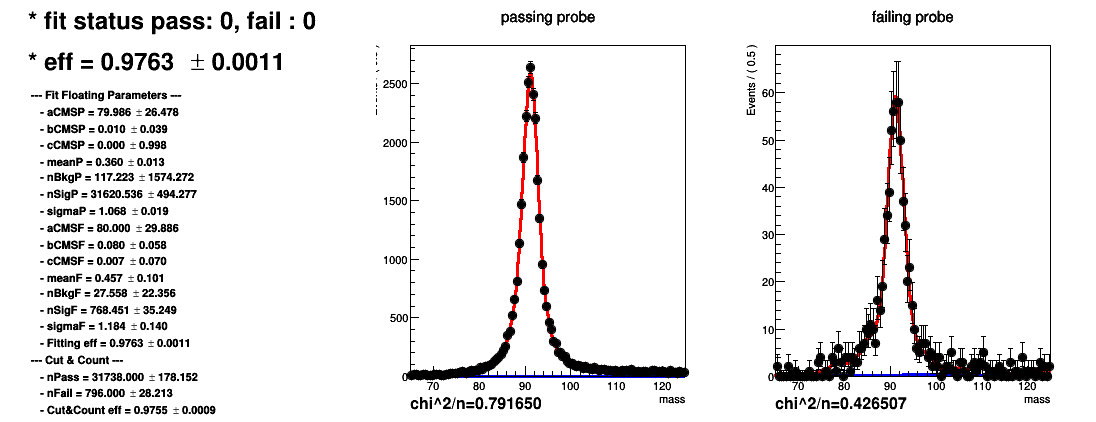 * fit status pass: 0, fail : 0
* eff = 0.9763 ± 0.0011
--- Fit Floating Parameters ---
- aCMSP = 79.986 ± 26.478
- bCMSP = 0.010 ± 0.039
- cCMSP = 0.000 ± 0.998
- meanP = 0.360 ± 0.013
- nBkgP = 117.223 ± 1574.272
- nSigP = 31620.536 ± 494.277
- sigmaP = 1.068 ± 0.019
- aCMSF = 80.000 ± 29.886
- bCMSF = 0.080 ± 0.058
- cCMSF = 0.007 ± 0.070
- meanF = 0.457 ± 0.101
- nBkgF = 27.558 ± 22.356
- nSigF = 768.451 ± 35.249
- sigmaF = 1.184 ± 0.140
- Fitting eff = 0.9763 ± 0.0011
--- Cut & Count ---
- nPass = 31738.000 ± 178.152
- nFail = 796.000 ± 28.213
- Cut&Count eff = 0.9755 ± 0.0009
passing probe
2500
2000
1500
1000
500
0
70 80 90 100 110 120
mass
chi^2/n=0.791650
failing probe
Events / ( 0.5 )
60
50
40
30
20
10
0
70 80 90 100 110 120
mass
chi^2/n=0.426507